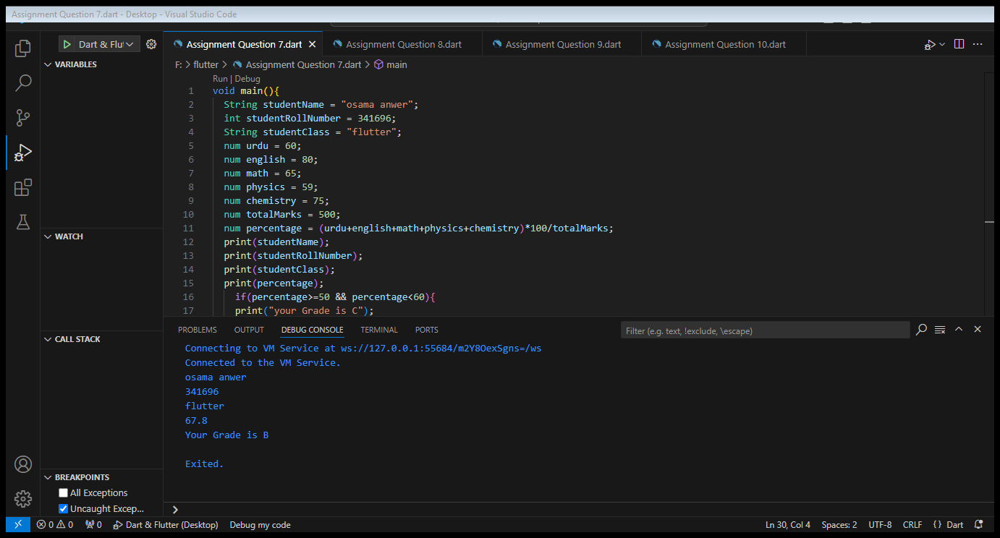 Assignment Question 7.dart - Desktop - Visual Studio Code
Dart & Flut
Assignment Question 7.dart
Assignment Question 8.dart
Assignment Question 9.dart
Assignment Question 10.dart
VARIABLES
F: > flutter > Assignment Question 7.dart > main
Run | Debug
1 void main(){
2 String studentName = "osama anwer";
3 int studentRollNumber = 341696;
4 String studentClass = "flutter";
5 num urdu = 60;
6 num english = 80;
7 num math = 65;
8 num physics = 59;
9 num chemistry = 75;
10 num totalMarks = 500;
11 num percentage = (urdu+english+math+physics+chemistry)*100/totalMarks;
12 print(studentName);
13 print(studentRollNumber);
14 print(studentClass);
15 print(percentage);
16 if(percentage>=50 && percentage<60){
17 print("your Grade is C");
WATCH
CALL STACK
BREAKPOINTS
All Exceptions
Uncaught Excep...
PROBLEMS OUTPUT DEBUG CONSOLE TERMINAL PORTS
Filter (e.g. text, !exclude, \escape)
Connecting to VM Service at ws://127.0.0.1:55684/m2Y8OexSgns=/ws
Connected to the VM Service.
osama anwer
341696
flutter
67.8
Your Grade is B
Exited.
0 0 0 Dart & Flutter (Desktop) Debug my code Ln 30, Col 4 Spaces: 2 UTF-8 CRLF {} Dart